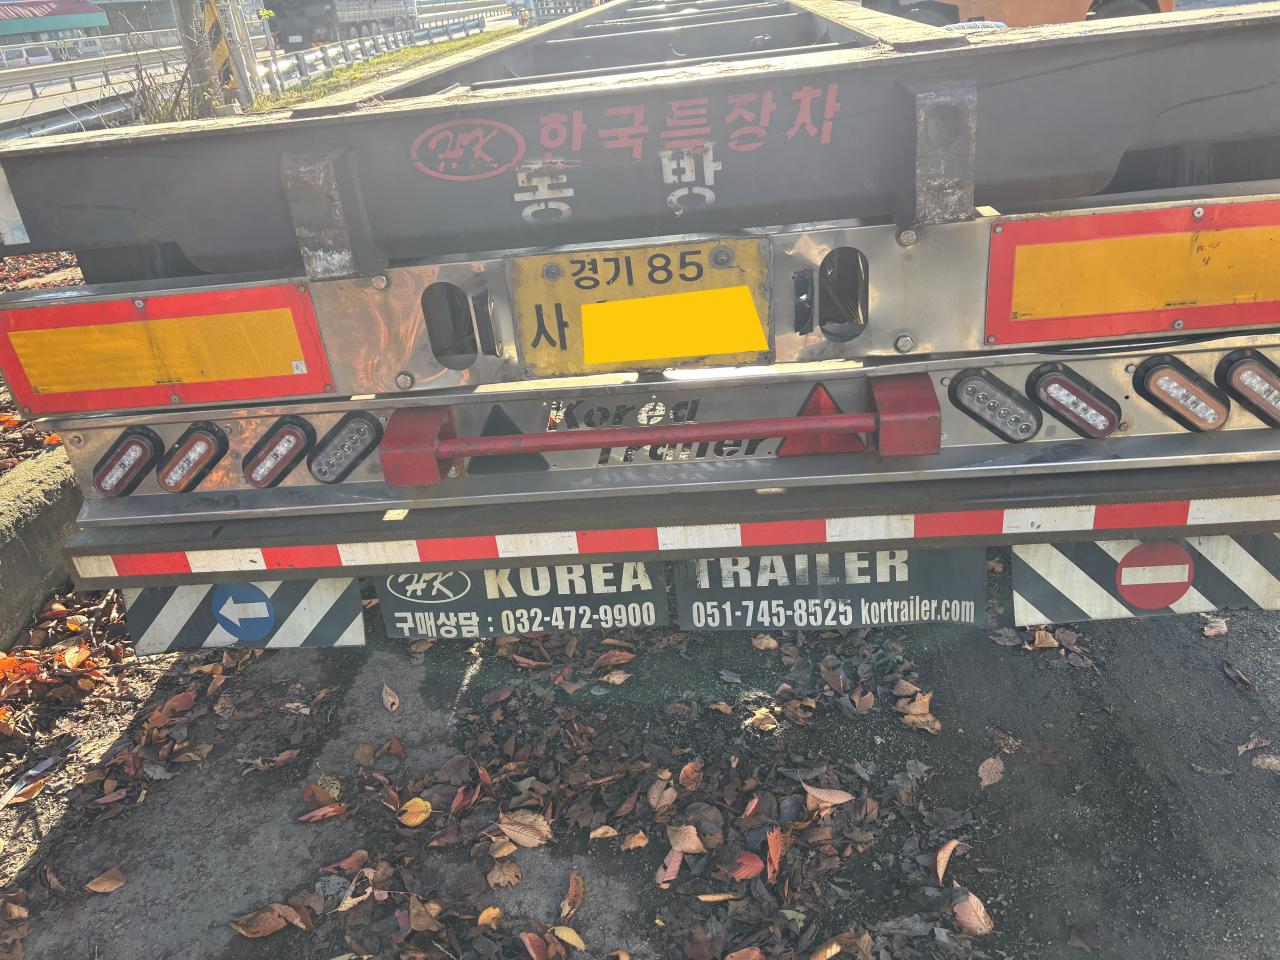 HK 한국특장차
동방
경기 85
사
Korea
Trailer
HK KOREA TRAILER
구매상담 : 032-472-9900 051-745-8525 kortrailer.com